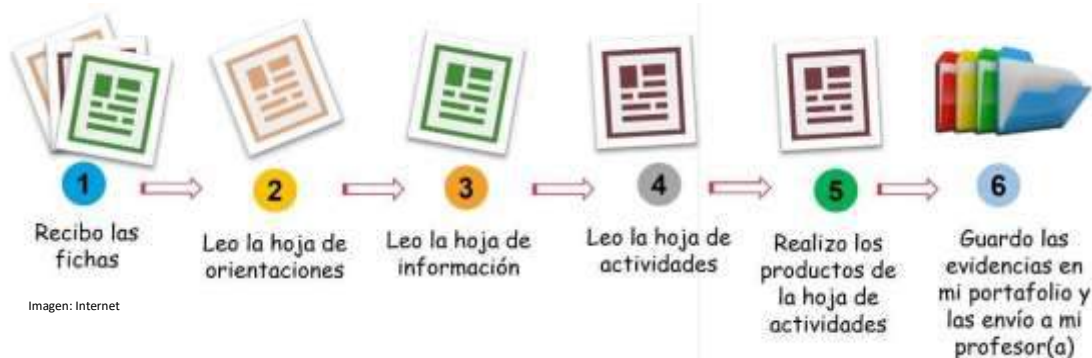 1
Recibo las
fichas
2
Leo la hoja de
orientaciones
3
Leo la hoja de
información
4
Leo la hoja de
actividades
5
Realizo los
productos de
la hoja de
actividades
6
Guardo las
evidencias en
mi portafolio y
las envío a mi
profesor(a)
Imagen: Internet